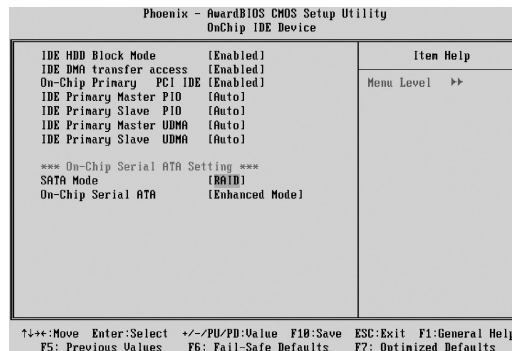 Phoenix - AwardBIOS CMOS Setup Utility
OnChip IDE Device
IDE HDD Block Mode [Enabled]
IDE DMA transfer access [Enabled]
On-Chip Primary PCI IDE [Enabled]
IDE Primary Master PIO [Auto]
IDE Primary Slave PIO [Auto]
IDE Primary Master UDMA [Auto]
IDE Primary Slave UDMA [Auto]
*** On-Chip Serial ATA Setting ***
SATA Mode [RAID]
On-Chip Serial ATA [Enhanced Mode]
Item Help
Menu Level ▸▸
↑↓→←:Move Enter:Select +/-/PU/PD:Value F10:Save ESC:Exit F1:General Help
F5: Previous Values F6: Fail-Safe Defaults F7: Optimized Defaults